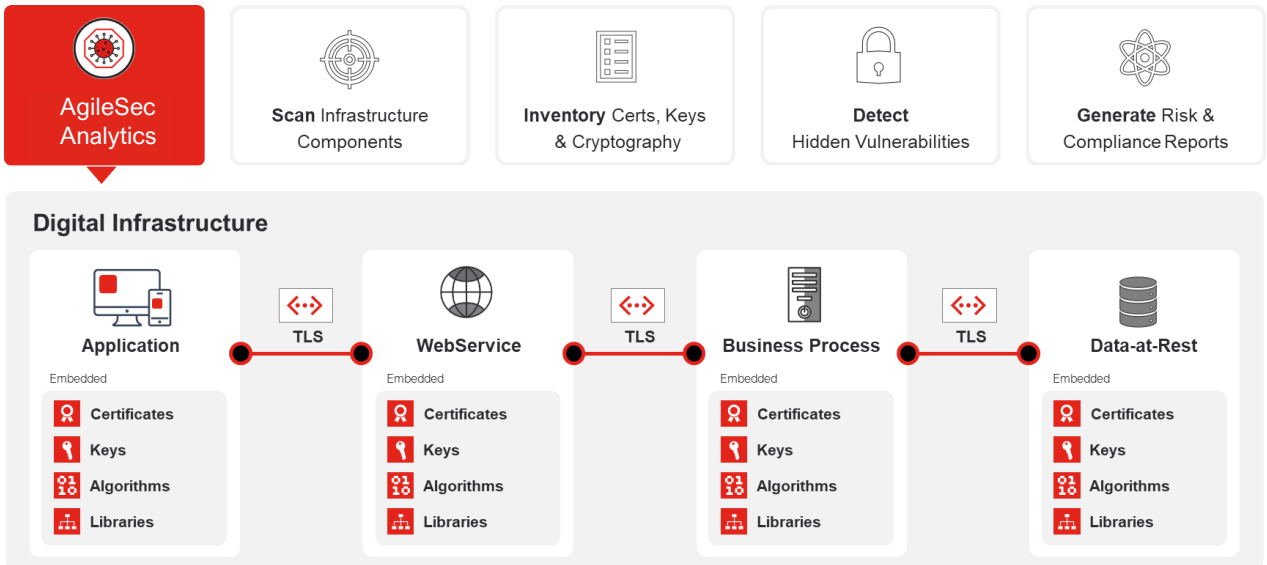 AgileSec
Analytics
Scan Infrastructure
Components
Inventory Certs, Keys
& Cryptography
Detect
Hidden Vulnerabilities
Generate Risk &
Compliance Reports
Digital Infrastructure
Application
TLS
WebService
TLS
Business Process
TLS
Data-at-Rest
Embedded
Certificates
Keys
Algorithms
Libraries
Embedded
Certificates
Keys
Algorithms
Libraries
Embedded
Certificates
Keys
Algorithms
Libraries
Embedded
Certificates
Keys
Algorithms
Libraries